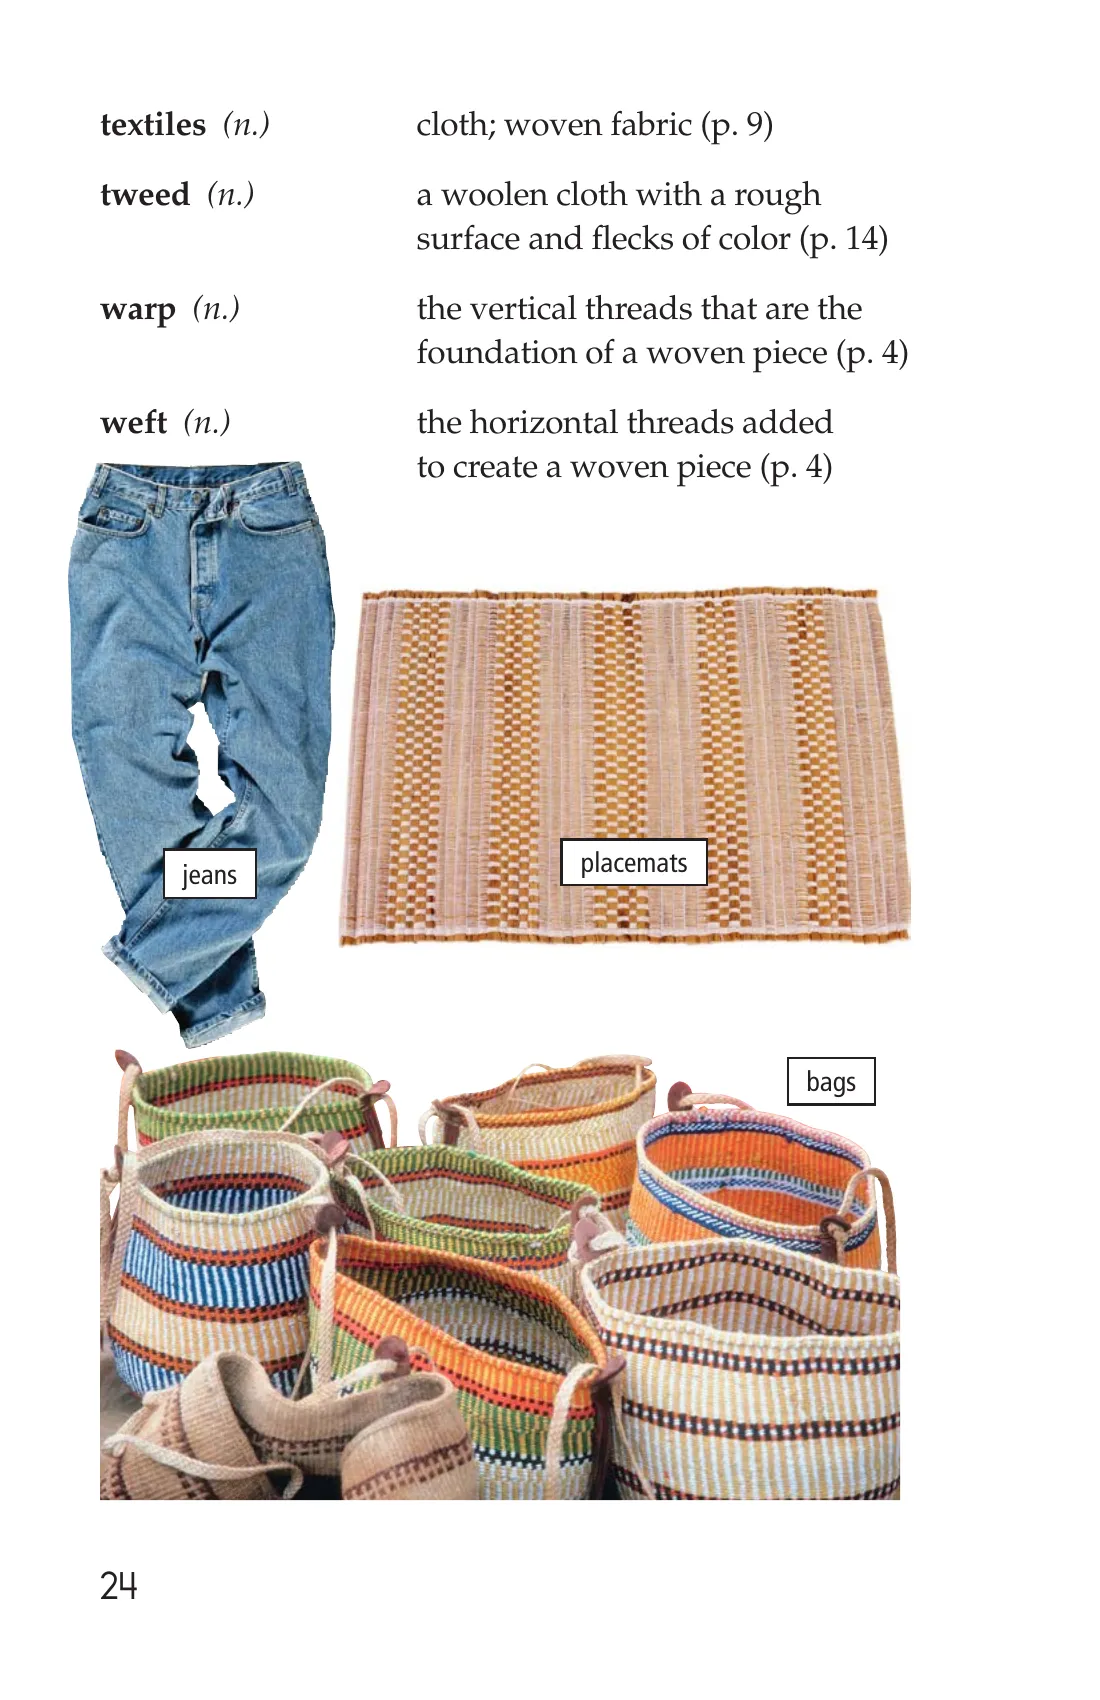 textiles (n.) cloth; woven fabric (p. 9)
tweed (n.) a woolen cloth with a rough
surface and flecks of color (p. 14)
warp (n.) the vertical threads that are the
foundation of a woven piece (p. 4)
weft (n.) the horizontal threads added
to create a woven piece (p. 4)
jeans
placemats
bags
24